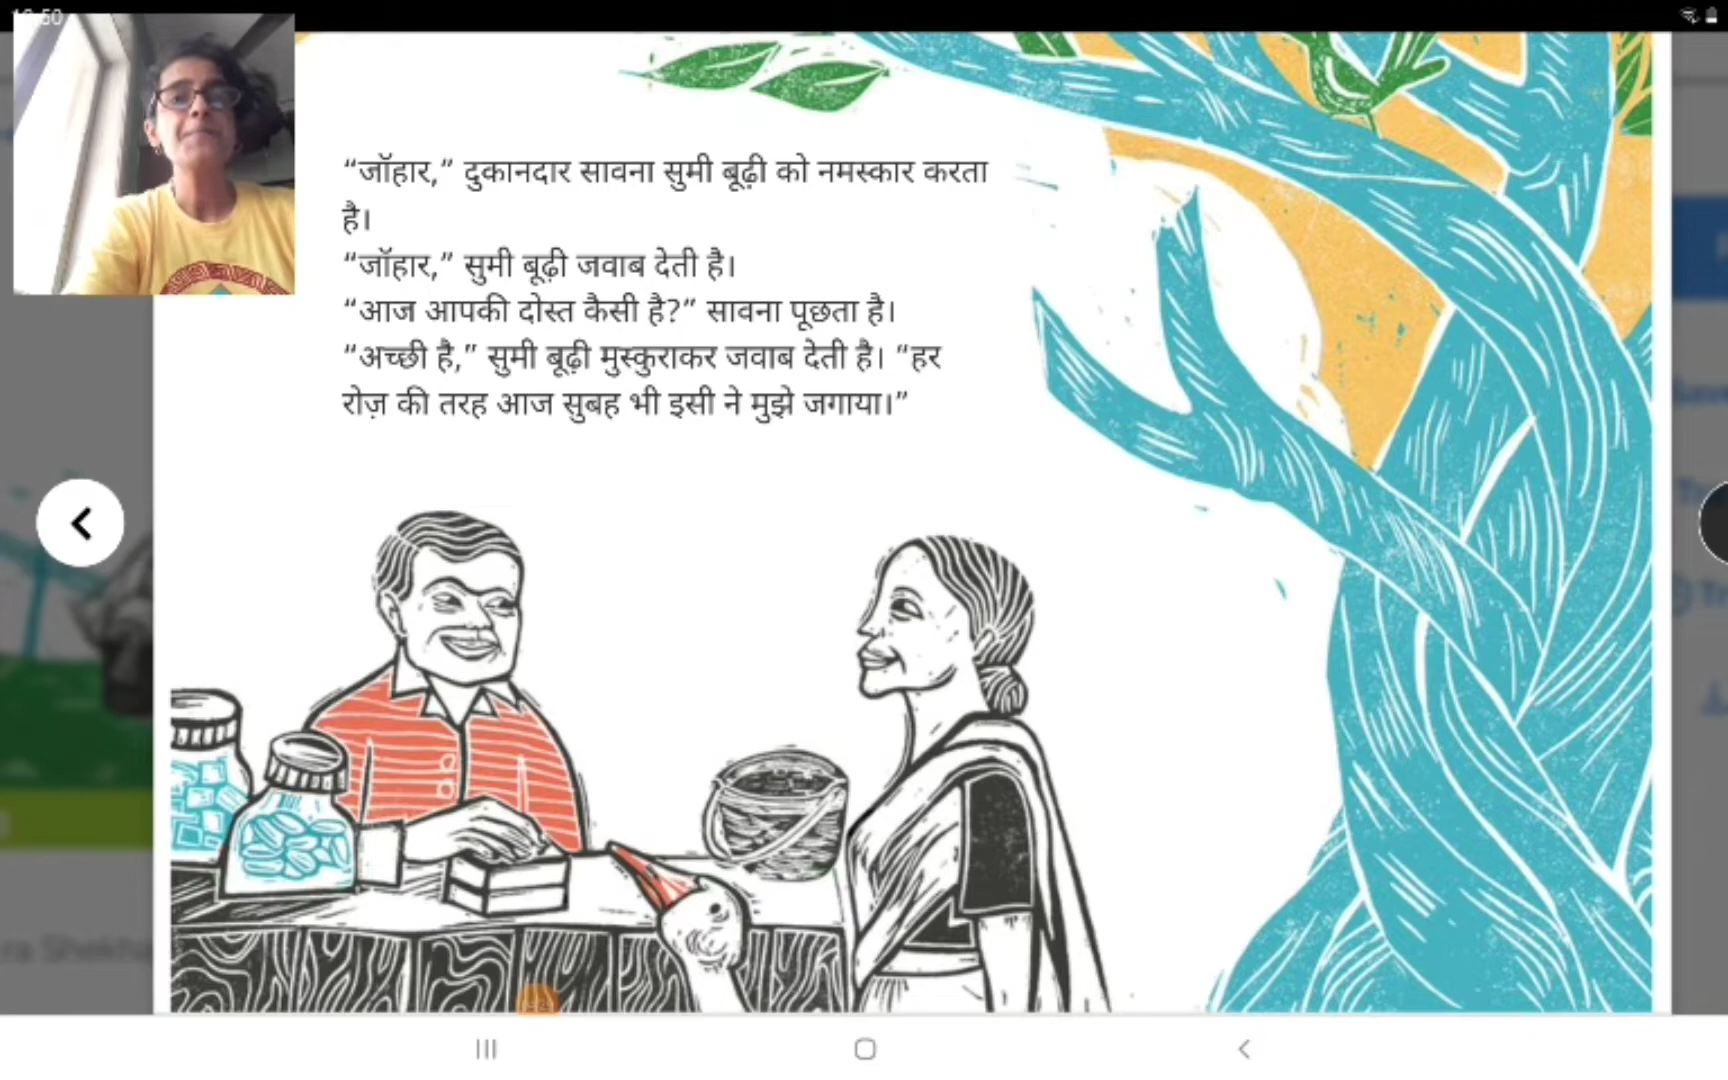 “जॉहार,” दुकानदार सावना सुमी बूढ़ी को नमस्कार करता
है।
“जॉहार,” सुमी बूढ़ी जवाब देती है।
“आज आपकी दोस्त कैसी है?” सावना पूछता है।
“अच्छी है,” सुमी बूढ़ी मुस्कुराकर जवाब देती है। “हर
रोज़ की तरह आज सुबह भी इसी ने मुझे जगाया।”